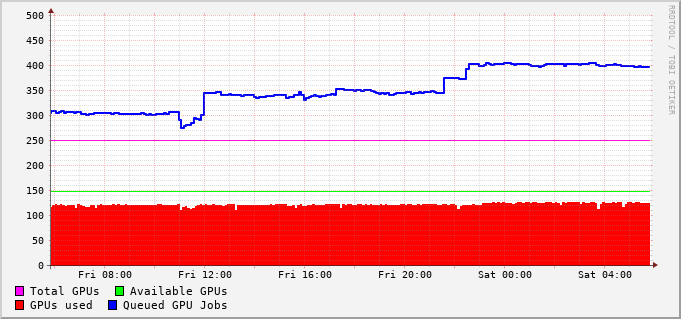 500
450
400
350
300
250
200
150
100
50
0
Fri 08:00 Fri 12:00 Fri 16:00 Fri 20:00 Sat 00:00 Sat 04:00
Total GPUs Available GPUs
GPUs used Queued GPU Jobs
RRDTOOL / TOBI OETIKER